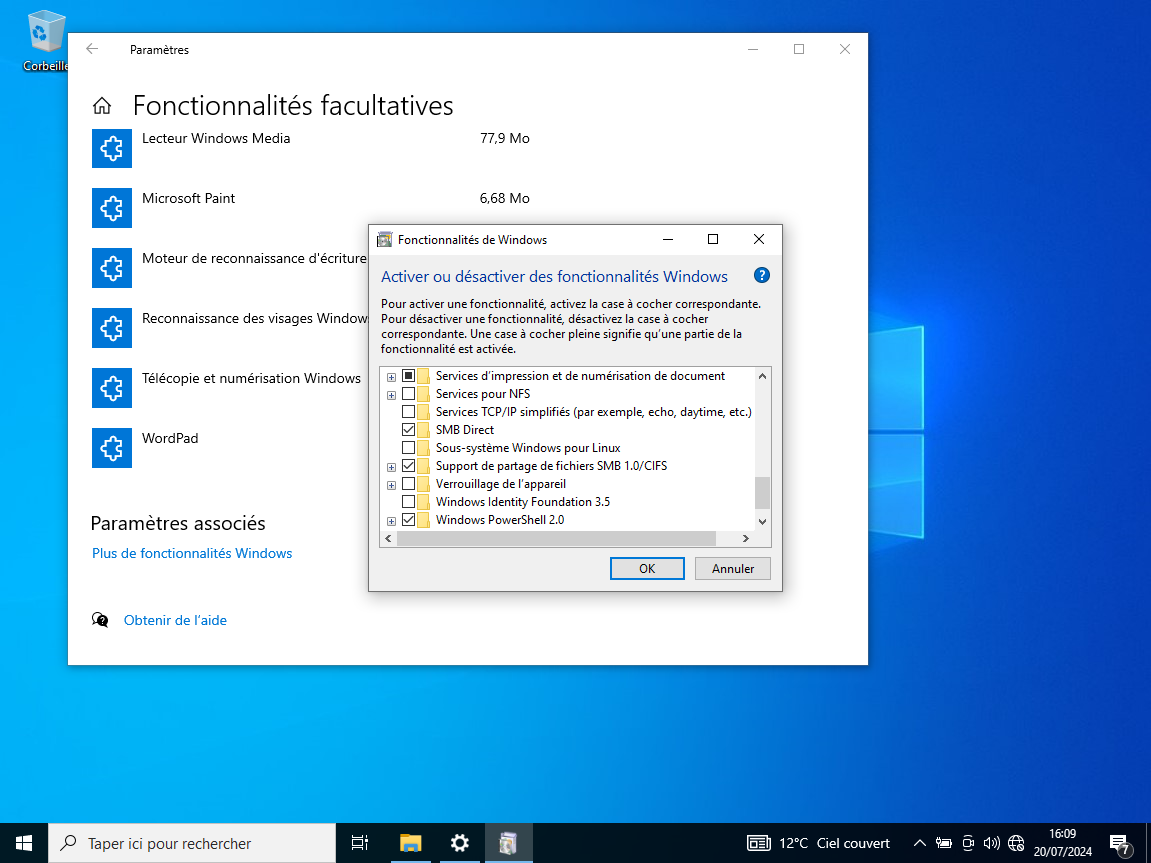 Corbeille
Paramètres
Fonctionnalités facultatives
Lecteur Windows Media 77,9 Mo
Microsoft Paint 6,68 Mo
Moteur de reconnaissance d'écriture
Reconnaissance des visages Window
Télécopie et numérisation Windows
WordPad
Paramètres associés
Plus de fonctionnalités Windows
Obtenir de l'aide
Fonctionnalités de Windows
Activer ou désactiver des fonctionnalités Windows
?
Pour activer une fonctionnalité, activez la case à cocher correspondante.
Pour désactiver une fonctionnalité, désactivez la case à cocher
correspondante. Une case à cocher pleine signifie qu'une partie de la
fonctionnalité est activée.
Services d'impression et de numérisation de document
Services pour NFS
Services TCP/IP simplifiés (par exemple, echo, daytime, etc.)
SMB Direct
Sous-système Windows pour Linux
Support de partage de fichiers SMB 1.0/CIFS
Verrouillage de l'appareil
Windows Identity Foundation 3.5
Windows PowerShell 2.0
OK Annuler
Taper ici pour rechercher
12°C Ciel couvert
16:09
20/07/2024
7